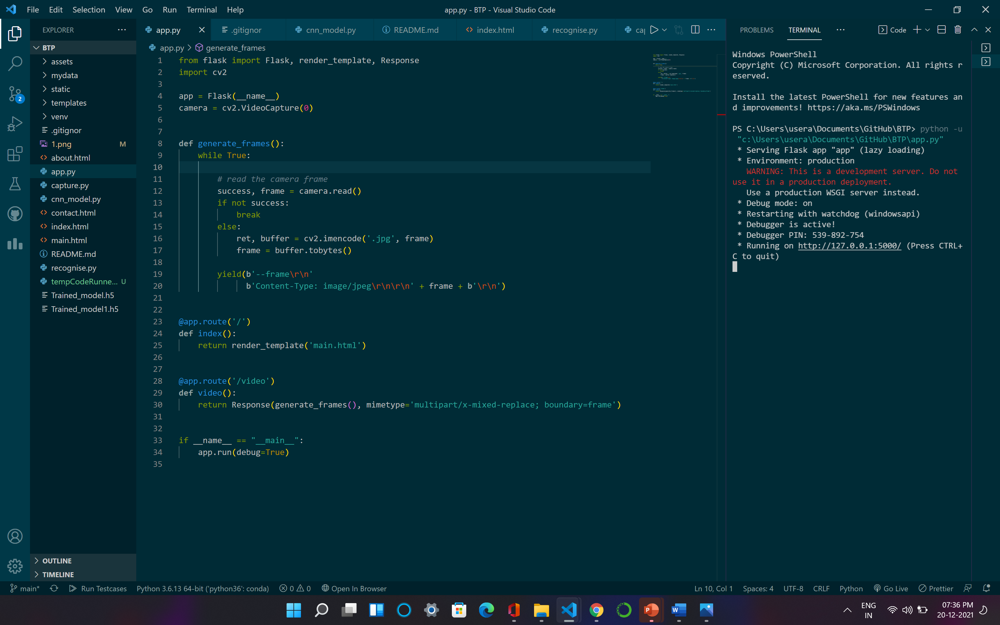 File Edit Selection View Go Run Terminal Help
app.py - BTP - Visual Studio Code
EXPLORER
BTP
assets
mydata
static
templates
venv
.gitignor
1.png M
about.html
app.py
capture.py
cnn_model.py
contact.html
index.html
main.html
README.md
recognise.py
tempCodeRunne... U
Trained_model.h5
Trained_model1.h5
OUTLINE
TIMELINE
2
app.py .gitignor cnn_model.py README.md index.html recognise.py ca
app.py > generate_frames
1 from flask import Flask, render_template, Response
2 import cv2
3
4 app = Flask(__name__)
5 camera = cv2.VideoCapture(0)
6
7
8 def generate_frames():
9 while True:
10
11 # read the camera frame
12 success, frame = camera.read()
13 if not success:
14 break
15 else:
16 ret, buffer = cv2.imencode('.jpg', frame)
17 frame = buffer.tobytes()
18
19 yield(b'--frame\r\n'
20 b'Content-Type: image/jpeg\r\n\r\n' + frame + b'\r\n')
21
22
23 @app.route('/')
24 def index():
25 return render_template('main.html')
26
27
28 @app.route('/video')
29 def video():
30 return Response(generate_frames(), mimetype='multipart/x-mixed-replace; boundary=frame')
31
32
33 if __name__ == "__main__":
34 app.run(debug=True)
35
PROBLEMS TERMINAL Code
Windows PowerShell
Copyright (C) Microsoft Corporation. All rights r
eserved.
Install the latest PowerShell for new features an
d improvements! https://aka.ms/PSWindows
PS C:\Users\usera\Documents\GitHub\BTP> python -u
"c:\Users\usera\Documents\GitHub\BTP\app.py"
* Serving Flask app "app" (lazy loading)
* Environment: production
WARNING: This is a development server. Do not
use it in a production deployment.
Use a production WSGI server instead.
* Debug mode: on
* Restarting with watchdog (windowsapi)
* Debugger is active!
* Debugger PIN: 539-892-754
* Running on http://127.0.0.1:5000/ (Press CTRL+
C to quit)
main* Run Testcases Python 3.6.13 64-bit ('python36': conda) 0 0 Open In Browser
Ln 10, Col 1 Spaces: 4 UTF-8 CRLF Python Go Live Prettier
ENG
IN
07:36 PM
20-12-2021